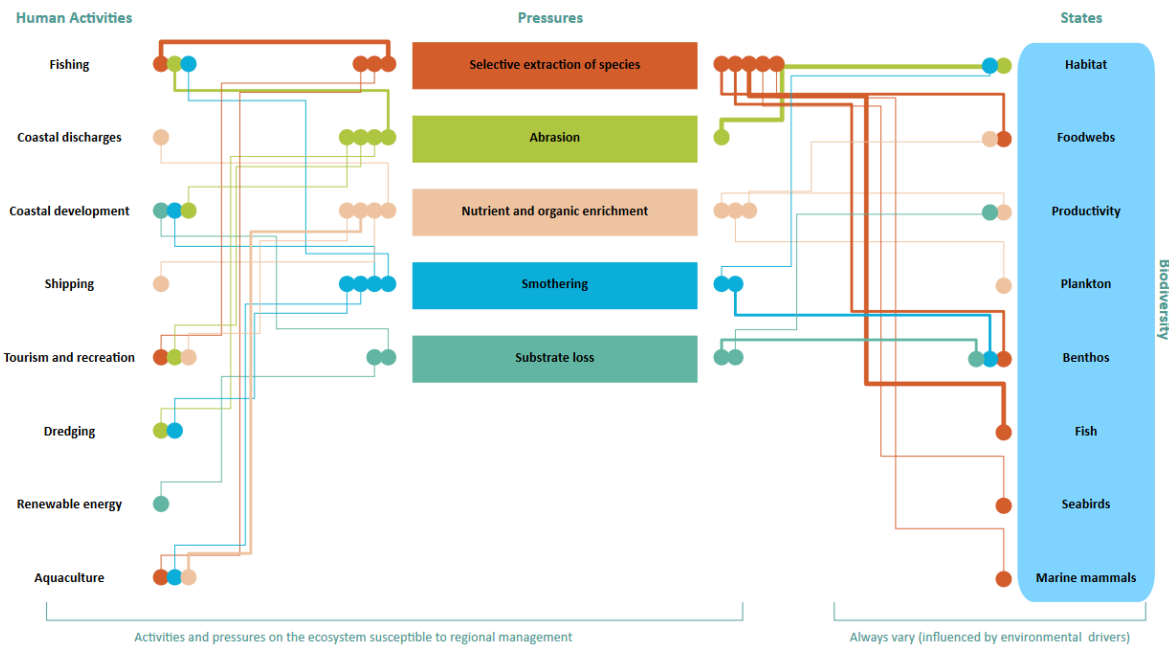 Human Activities
Pressures
States
Fishing
Selective extraction of species
Habitat
Coastal discharges
Abrasion
Foodwebs
Coastal development
Nutrient and organic enrichment
Productivity
Shipping
Smothering
Plankton
Biodiversity
Tourism and recreation
Substrate loss
Benthos
Dredging
Fish
Renewable energy
Seabirds
Aquaculture
Marine mammals
Activities and pressures on the ecosystem susceptible to regional management
Always vary (influenced by environmental drivers)